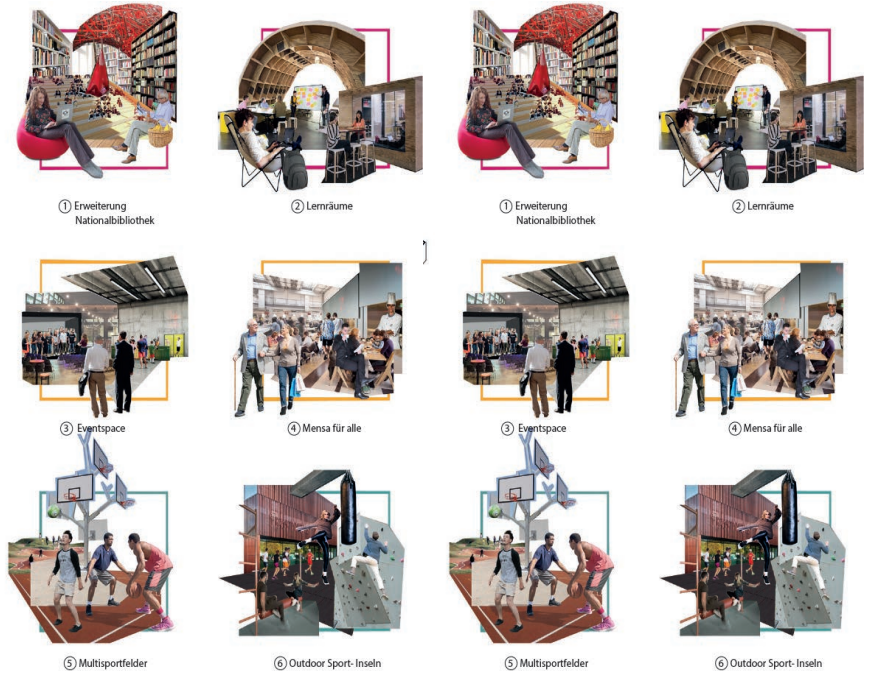 ① Erweiterung
Nationalbibliothek
② Lernräume
① Erweiterung
Nationalbibliothek
② Lernräume
③ Eventspace
④ Mensa für alle
③ Eventspace
④ Mensa für alle
⑤ Multisportfelder
⑥ Outdoor Sport- Inseln
⑤ Multisportfelder
⑥ Outdoor Sport- Inseln